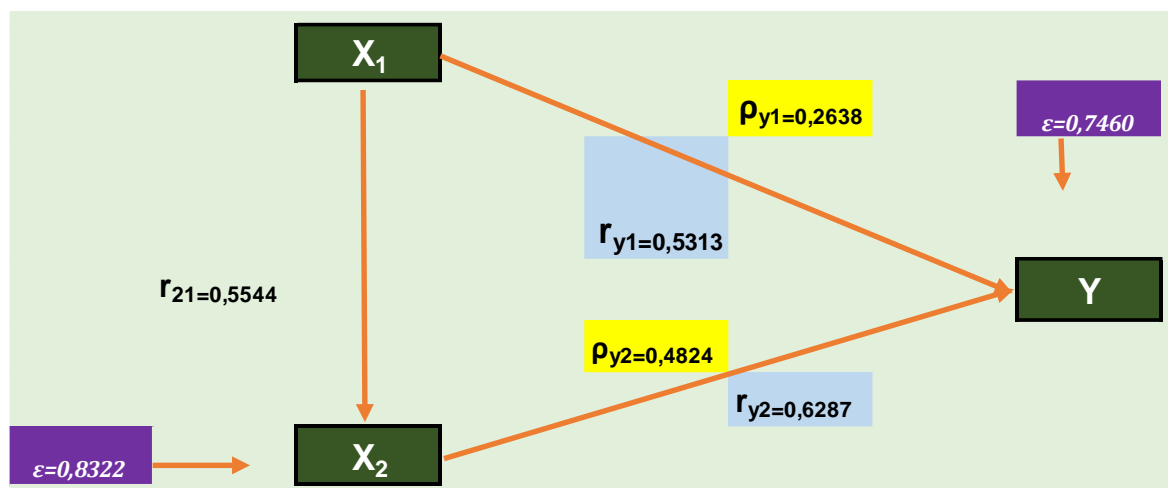 X₁
ρy1=0,2638
ε=0,7460
ry1=0,5313
r21=0,5544
Y
ρy2=0,4824
ry2=0,6287
ε=0,8322
X₂